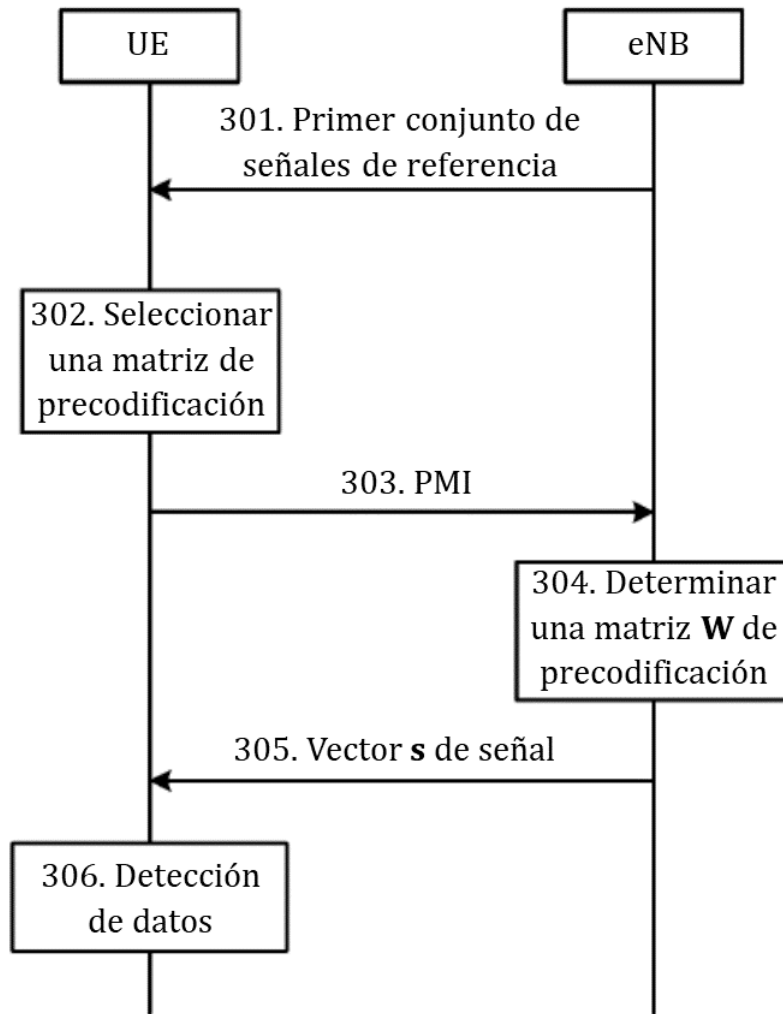 UE
eNB
301. Primer conjunto de
señales de referencia
302. Seleccionar
una matriz de
precodificación
303. PMI
304. Determinar
una matriz W de
precodificación
305. Vector s de señal
306. Detección
de datos